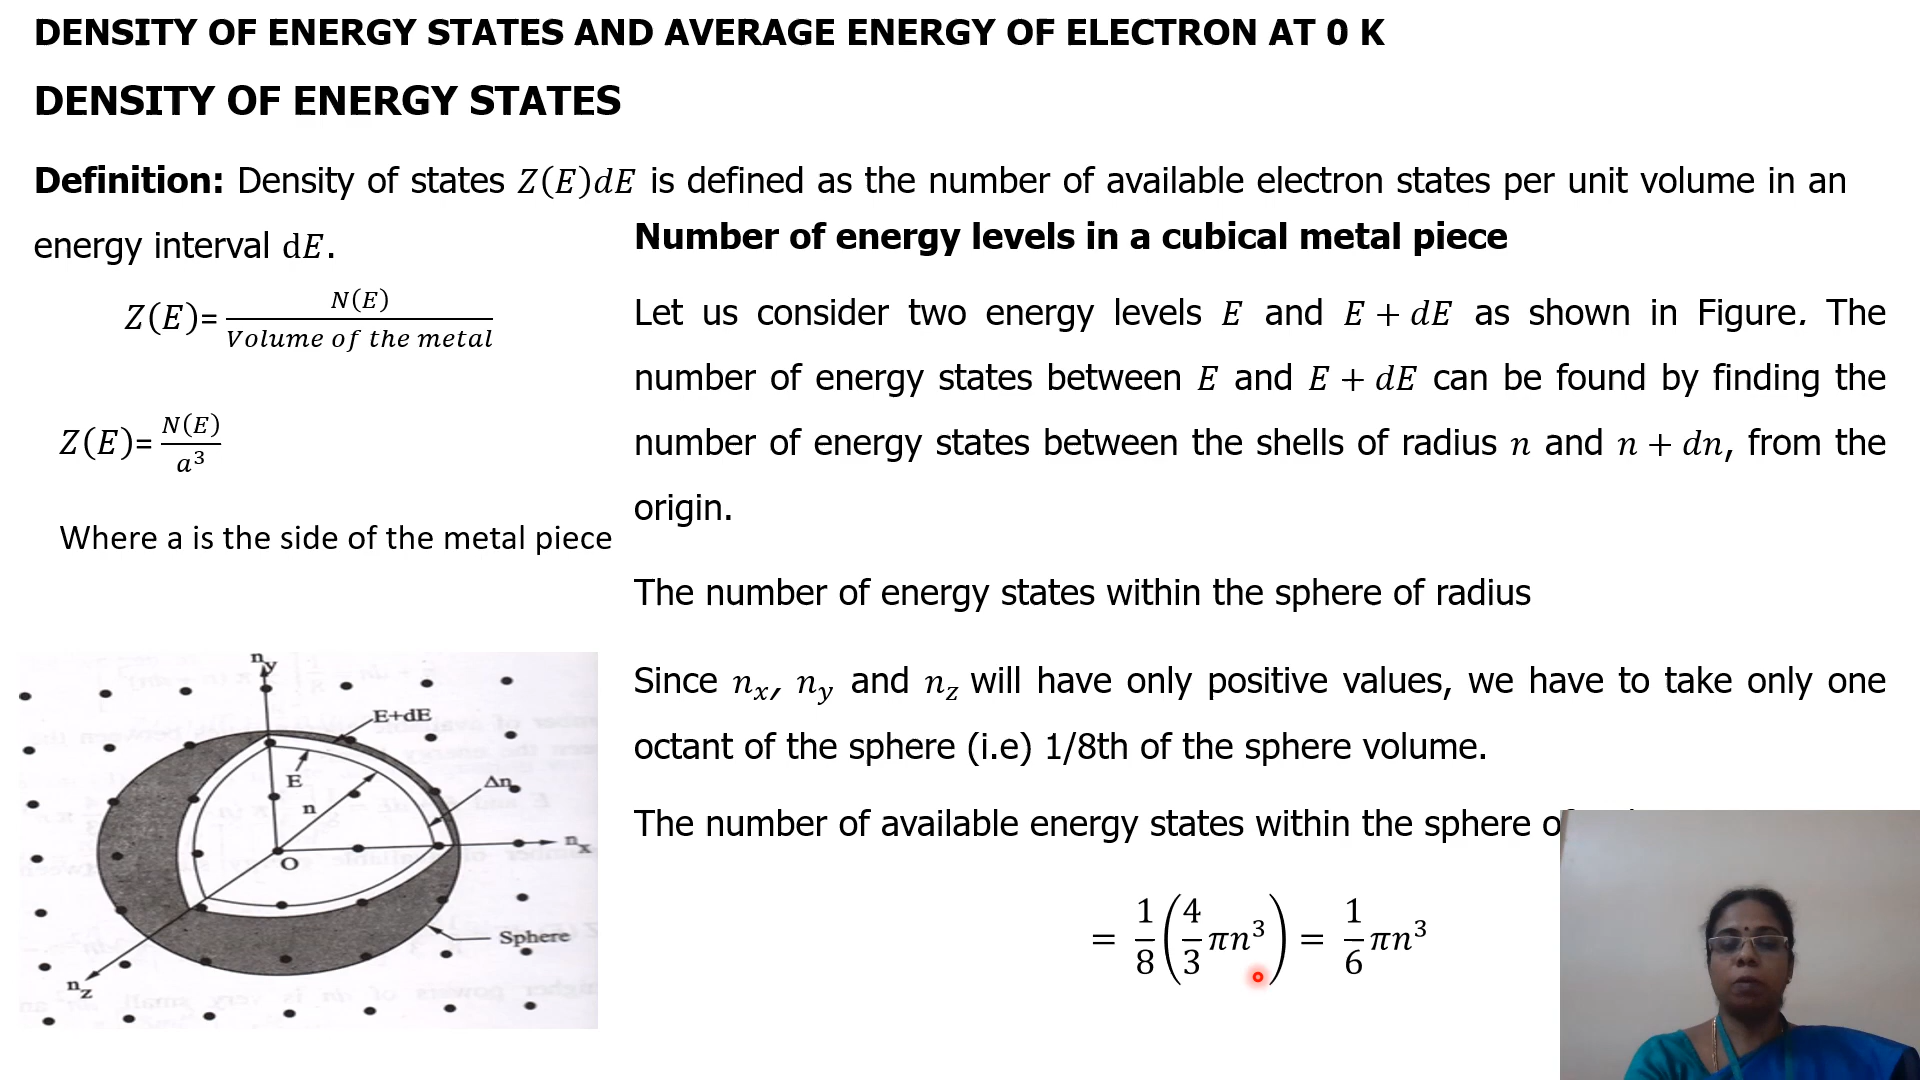 DENSITY OF ENERGY STATES AND AVERAGE ENERGY OF ELECTRON AT 0 K
DENSITY OF ENERGY STATES
Definition: Density of states Z(E)dE is defined as the number of available electron states per unit volume in an
energy interval dE.
Z(E)= N(E) / Volume of the metal
Z(E)= N(E) / a³
Where a is the side of the metal piece
Number of energy levels in a cubical metal piece
Let us consider two energy levels E and E + dE as shown in Figure. The
number of energy states between E and E + dE can be found by finding the
number of energy states between the shells of radius n and n + dn, from the
origin.
The number of energy states within the sphere of radius
Since nₓ, n_y and n_z will have only positive values, we have to take only one
octant of the sphere (i.e) 1/8th of the sphere volume.
The number of available energy states within the sphere
= 1/8 (4/3 πn³) = 1/6 πn³
n_y
E+dE
E
Δn
n
n_x
O
Sphere
n_z